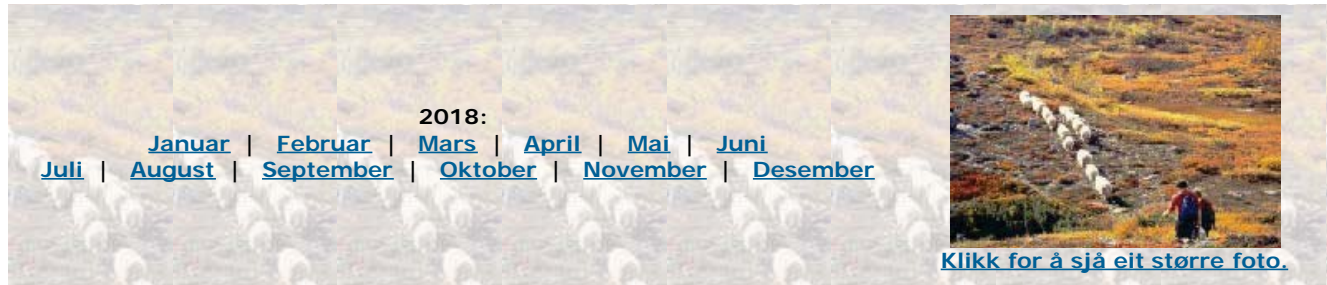 2018:
Januar | Februar | Mars | April | Mai | Juni
Juli | August | September | Oktober | November | Desember
Klikk for å sjå eit større foto.